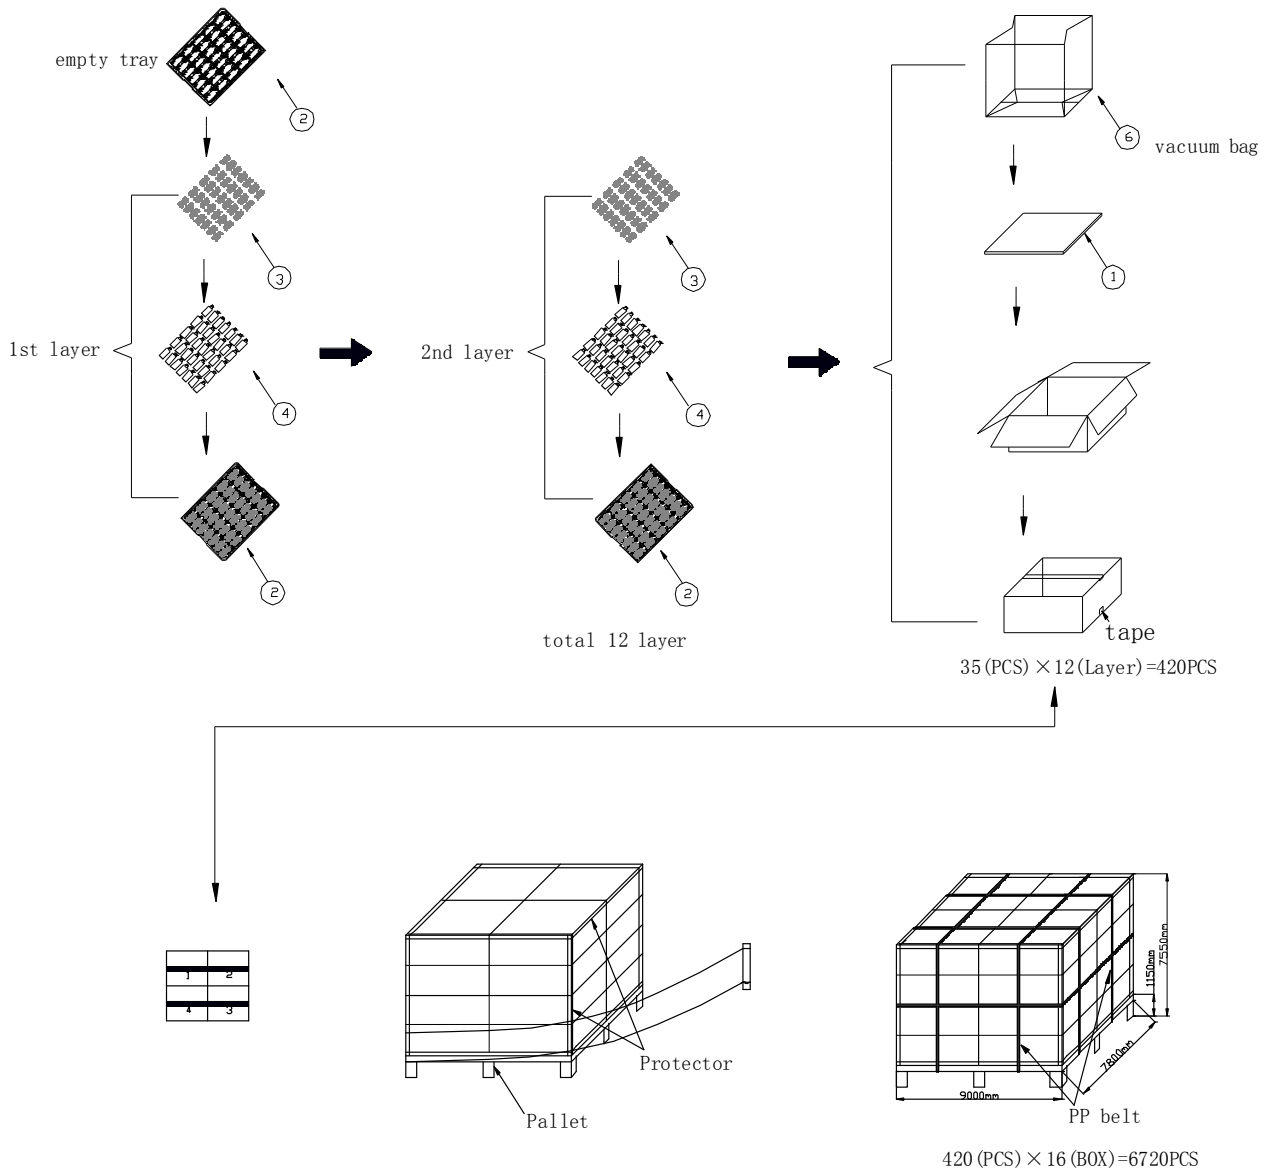 empty tray
2
3
1st layer
4
2
3
2nd layer
4
2
total 12 layer
6
vacuum bag
1
tape
35(PCS)×12(Layer)=420PCS
1
2
4
3
Protector
Pallet
1150mm
7550mm
7800mm
9000mm
PP belt
420(PCS)×16(BOX)=6720PCS